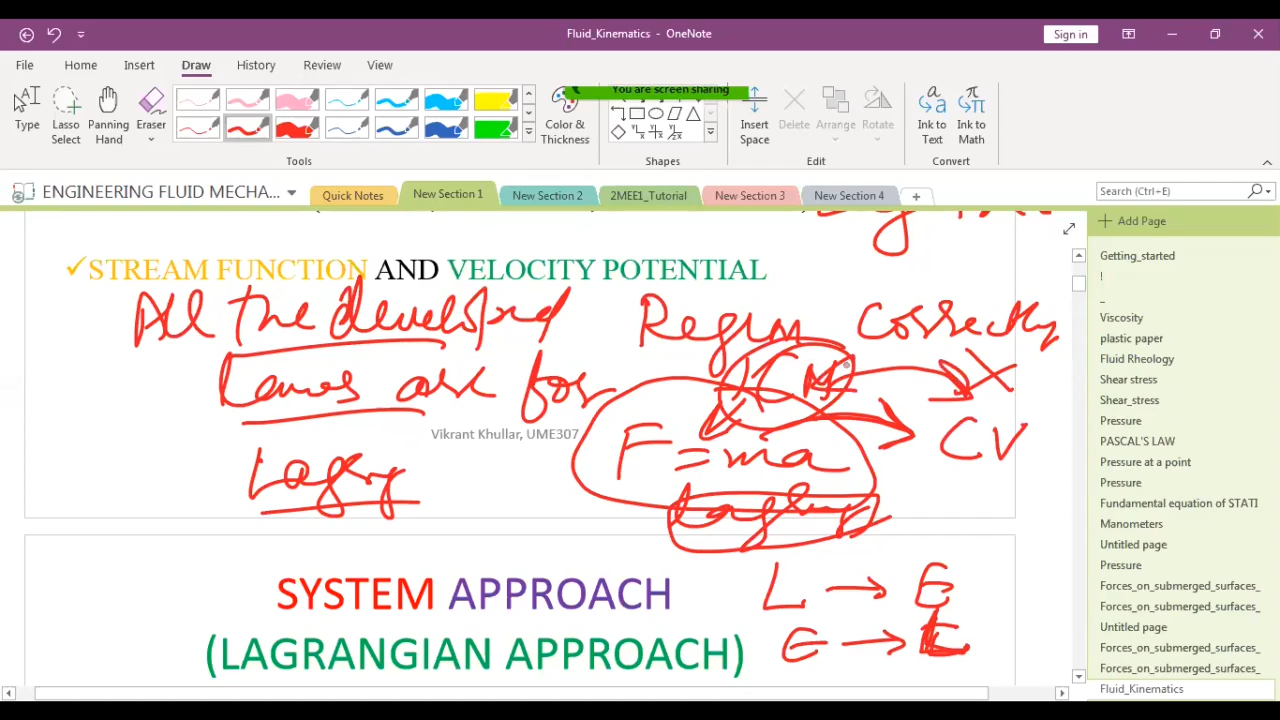 Fluid_Kinematics - OneNote
Sign in
File Home Insert Draw History Review View
You are screen sharing
Type
Lasso Select
Panning Hand
Eraser
Color & Thickness
Insert Space
Delete
Arrange
Rotate
Ink to Text
Ink to Math
Tools Shapes Edit Convert
ENGINEERING FLUID MECHA...
Quick Notes
New Section 1
New Section 2
2MEE1_Tutorial
New Section 3
New Section 4
Search (Ctrl+E)
Add Page
Getting_started
!
_
Viscosity
plastic paper
Fluid Rheology
Shear stress
Shear_stress
Pressure
PASCAL'S LAW
Pressure at a point
Pressure
Fundamental equation of STATI
Manometers
Untitled page
Pressure
Forces_on_submerged_surfaces_
Forces_on_submerged_surfaces_
Untitled page
Forces_on_submerged_surfaces_
Forces_on_submerged_surfaces_
Fluid_Kinematics
✓STREAM FUNCTION AND VELOCITY POTENTIAL
All the developed Region correctly
Laws are for CM X
F = ma CV
Vikrant Khullar, UME307
L → E
E → L
SYSTEM APPROACH
(LAGRANGIAN APPROACH)